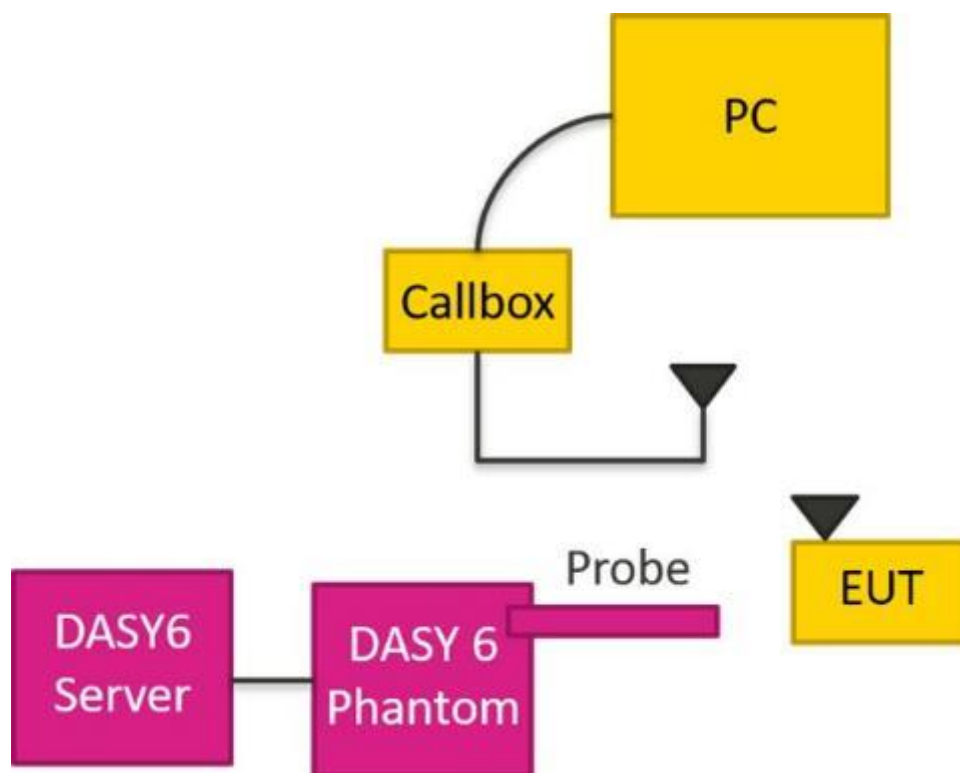 PC
Callbox
Probe
EUT
DASY6
Server
DASY 6
Phantom